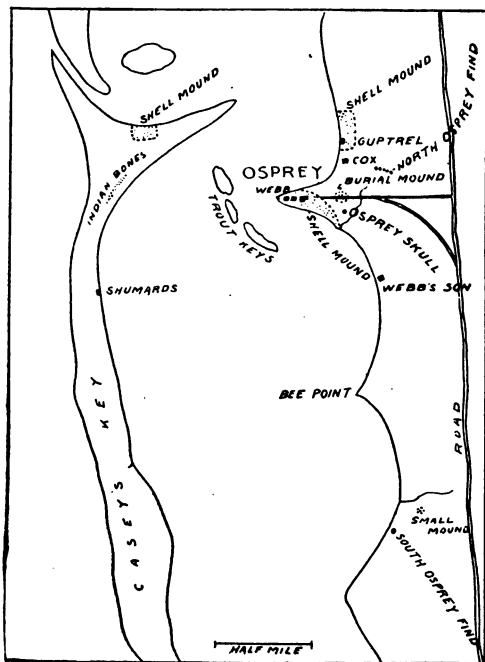 SHELL MOUND
INDIAN BONES
SHELL MOUND
GUPTREL
COX
NORTH OSPREY FIND
OSPREY
BURIAL MOUND
WEBB
TROUT KEYS
SHELL MOUND
OSPREY SKULL
WEBB'S SON
SHUMARDS
BEE POINT
CASEY'S KEY
ROAD
SMALL
MOUND
SOUTH OSPREY FIND
HALF MILE